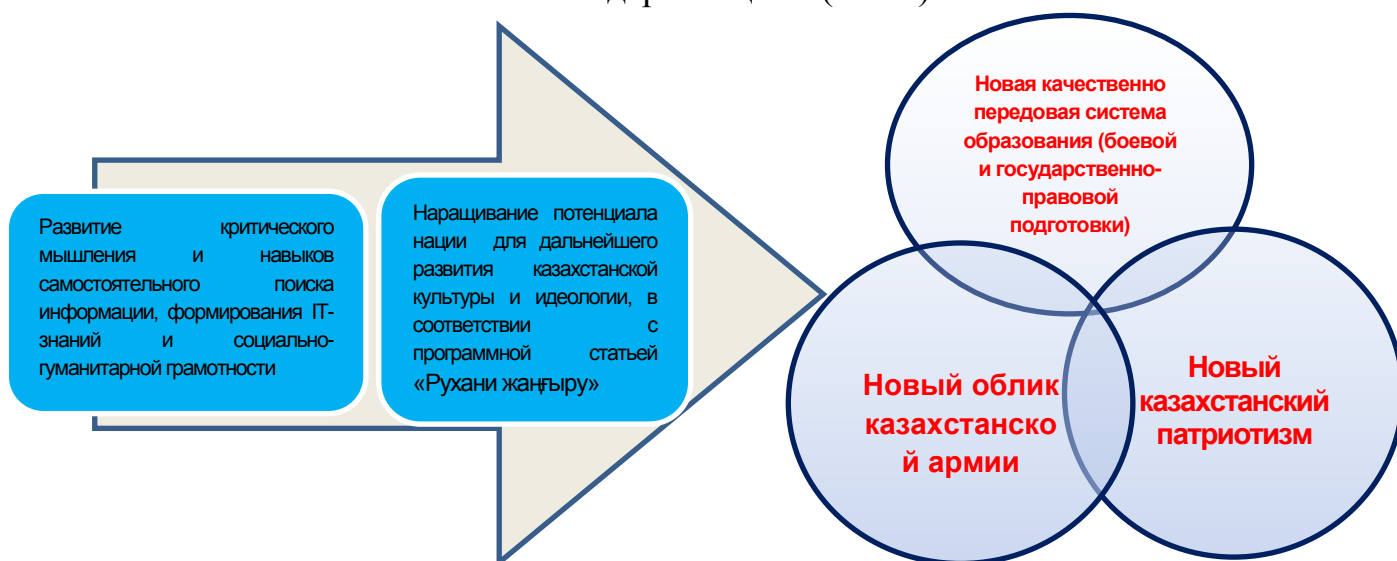 Развитие критического
мышления и навыков
самостоятельного поиска
информации, формирования IT-
знаний и социально-
гуманитарной грамотности
Наращивание потенциала
нации для дальнейшего
развития казахстанской
культуры и идеологии, в
соответствии с
программной статьей
«Рухани жаңғыру»
Новая качественно
передовая система
образования (боевой
и государственно-
правовой
подготовки)
Новый облик
казахстанско
й армии
Новый
казахстанский
патриотизм